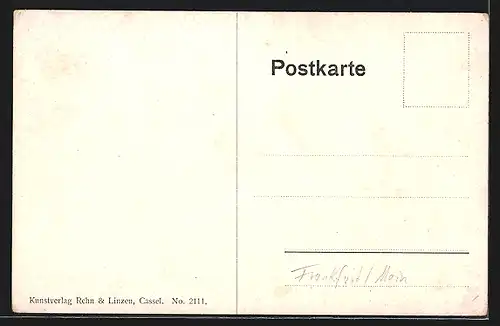 Postkarte
Frankfurt / Main
Kunstverlag Rehn & Linzen, Cassel. No. 2111.